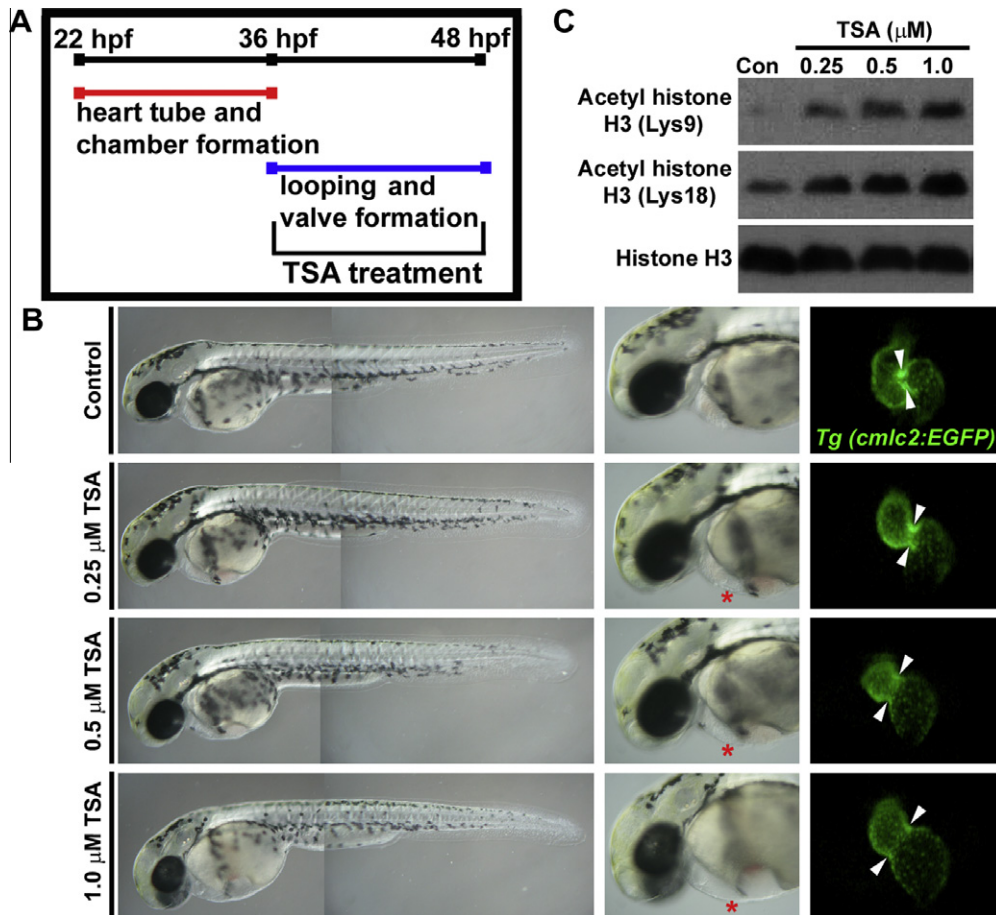 A
22 hpf 36 hpf 48 hpf
heart tube and
chamber formation
looping and
valve formation
TSA treatment
C
TSA (μM)
Con 0.25 0.5 1.0
Acetyl histone
H3 (Lys9)
Acetyl histone
H3 (Lys18)
Histone H3
B
Control
Tg (cmlc2:EGFP)
0.25 μM TSA
*
0.5 μM TSA
*
1.0 μM TSA
*